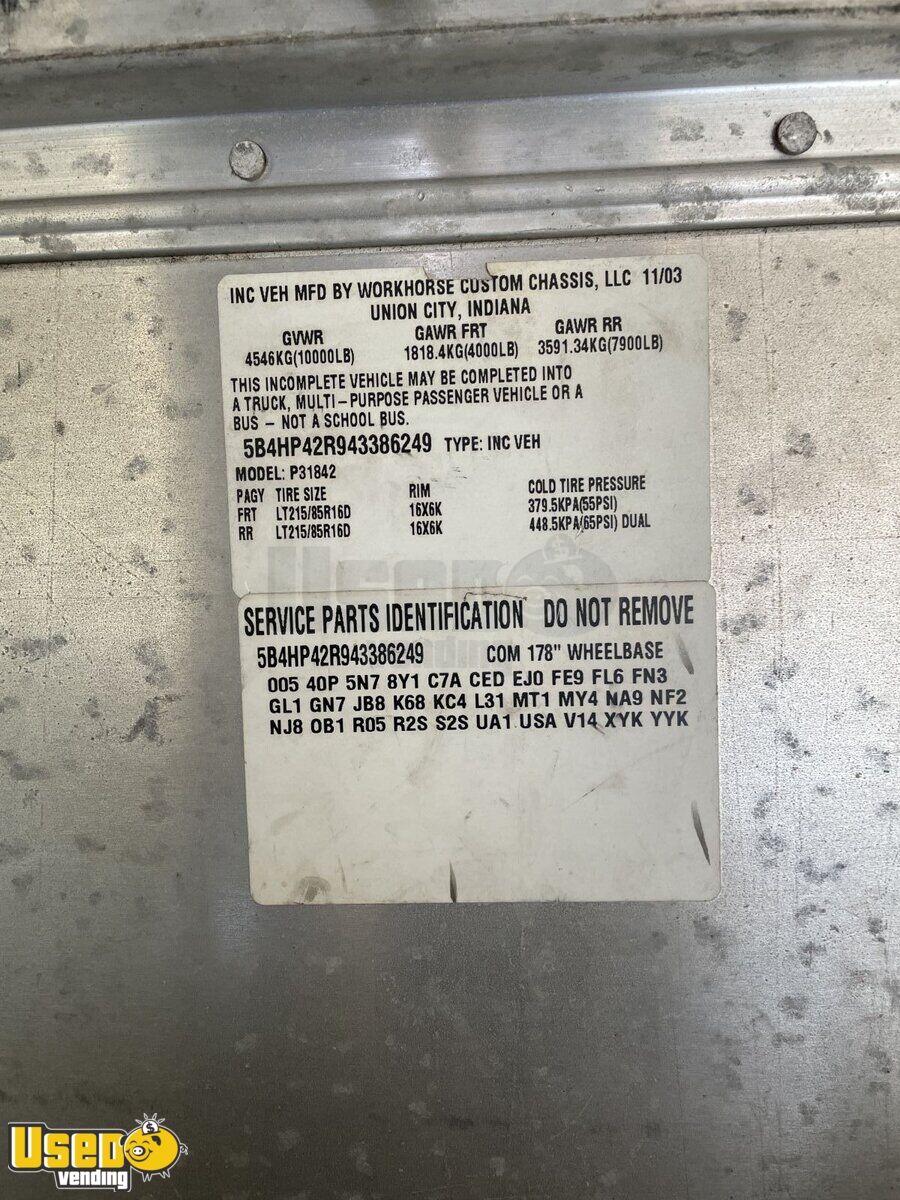 INC VEH MFD BY WORKHORSE CUSTOM CHASSIS, LLC 11/03
UNION CITY, INDIANA
GVWR GAWR FRT GAWR RR
4546KG(10000LB) 1818.4KG(4000LB) 3591.34KG(7900LB)
THIS INCOMPLETE VEHICLE MAY BE COMPLETED INTO
A TRUCK, MULTI-PURPOSE PASSENGER VEHICLE OR A
BUS - NOT A SCHOOL BUS.
5B4HP42R943386249 TYPE: INC VEH
MODEL: P31842
PAGY TIRE SIZE RIM COLD TIRE PRESSURE
FRT LT215/85R16D 16X6K 379.5KPA(55PSI)
RR LT215/85R16D 16X6K 448.5KPA(65PSI) DUAL
SERVICE PARTS IDENTIFICATION DO NOT REMOVE
5B4HP42R943386249 COM 178" WHEELBASE
005 40P 5N7 8Y1 C7A CED EJ0 FE9 FL6 FN3
GL1 GN7 JB8 K68 KC4 L31 MT1 MY4 NA9 NF2
NJ8 OB1 R05 R2S S2S UA1 USA V14 XYK YYK
Used
vending